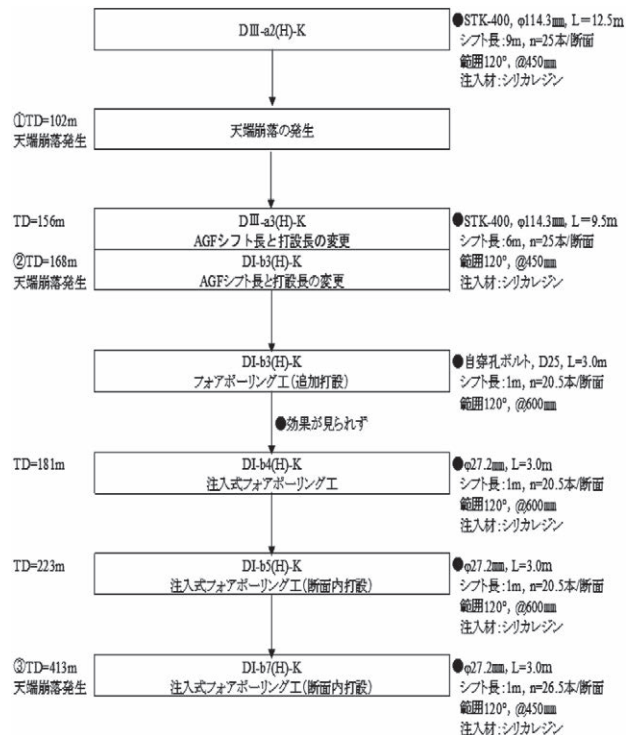 DⅢ-a2(H)-K
●STK-400, φ114.3㎜, L=12.5m
シフト長:9m, n=25本/断面
範囲120°, @450㎜
注入材:シリカレジン
①TD=102m
天端崩落発生
天端崩落の発生
TD=156m
DⅢ-a3(H)-K
AGFシフト長と打設長の変更
●STK-400, φ114.3㎜, L=9.5m
シフト長:6m, n=25本/断面
範囲120°, @450㎜
注入材:シリカレジン
②TD=168m
天端崩落発生
DI-b3(H)-K
AGFシフト長と打設長の変更
DI-b3(H)-K
フォアポーリング工(追加打設)
●自穿孔ボルト, D25, L=3.0m
シフト長:1m, n=20.5本/断面
範囲120°, @600㎜
●効果が見られず
TD=181m
DI-b4(H)-K
注入式フォアポーリング工
●φ27.2㎜, L=3.0m
シフト長:1m, n=20.5本/断面
範囲120°, @600㎜
注入材:シリカレジン
TD=223m
DI-b5(H)-K
注入式フォアポーリング工(断面内打設)
●φ27.2㎜, L=3.0m
シフト長:1m, n=20.5本/断面
範囲120°, @600㎜
注入材:シリカレジン
③TD=413m
天端崩落発生
DI-b7(H)-K
注入式フォアポーリング工(断面内打設)
●φ27.2㎜, L=3.0m
シフト長:1m, n=26.5本/断面
範囲120°, @450㎜
注入材:シリカレジン